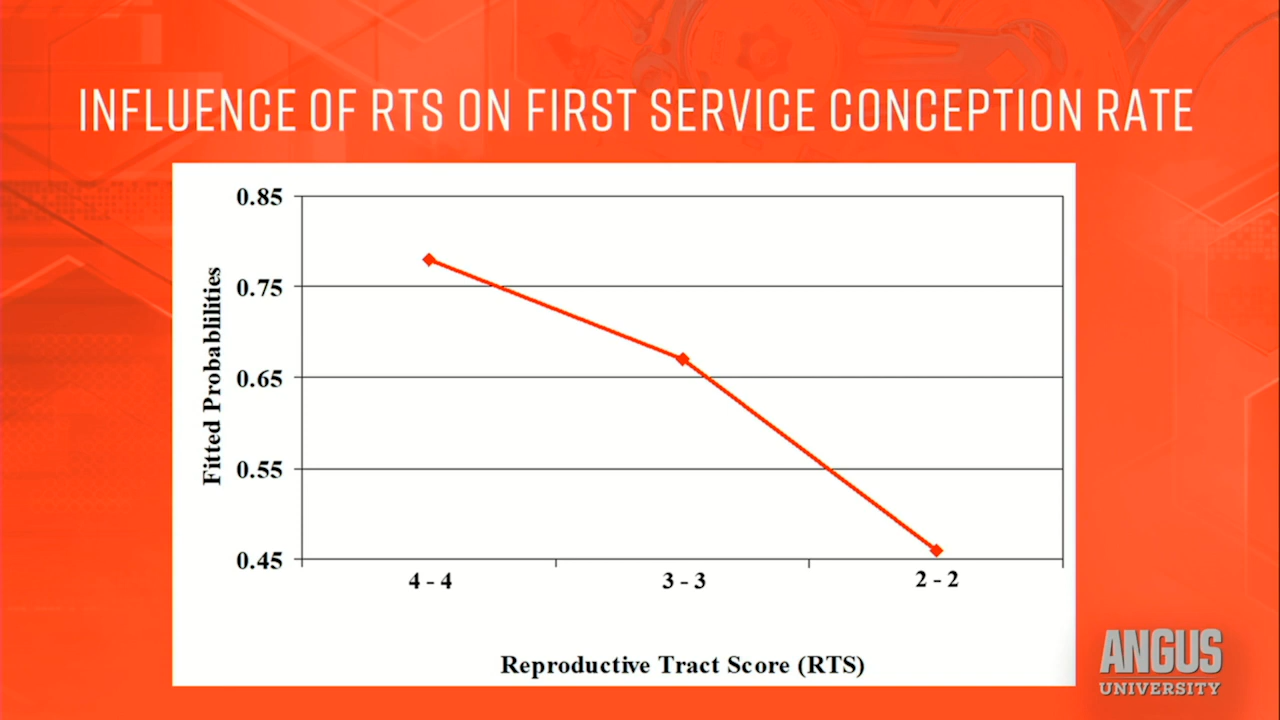 INFLUENCE OF RTS ON FIRST SERVICE CONCEPTION RATE
0.85
0.75
0.65
0.55
0.45
Fitted Probablilities
4 - 4
3 - 3
2 - 2
Reproductive Tract Score (RTS)
ANGUS
UNIVERSITY